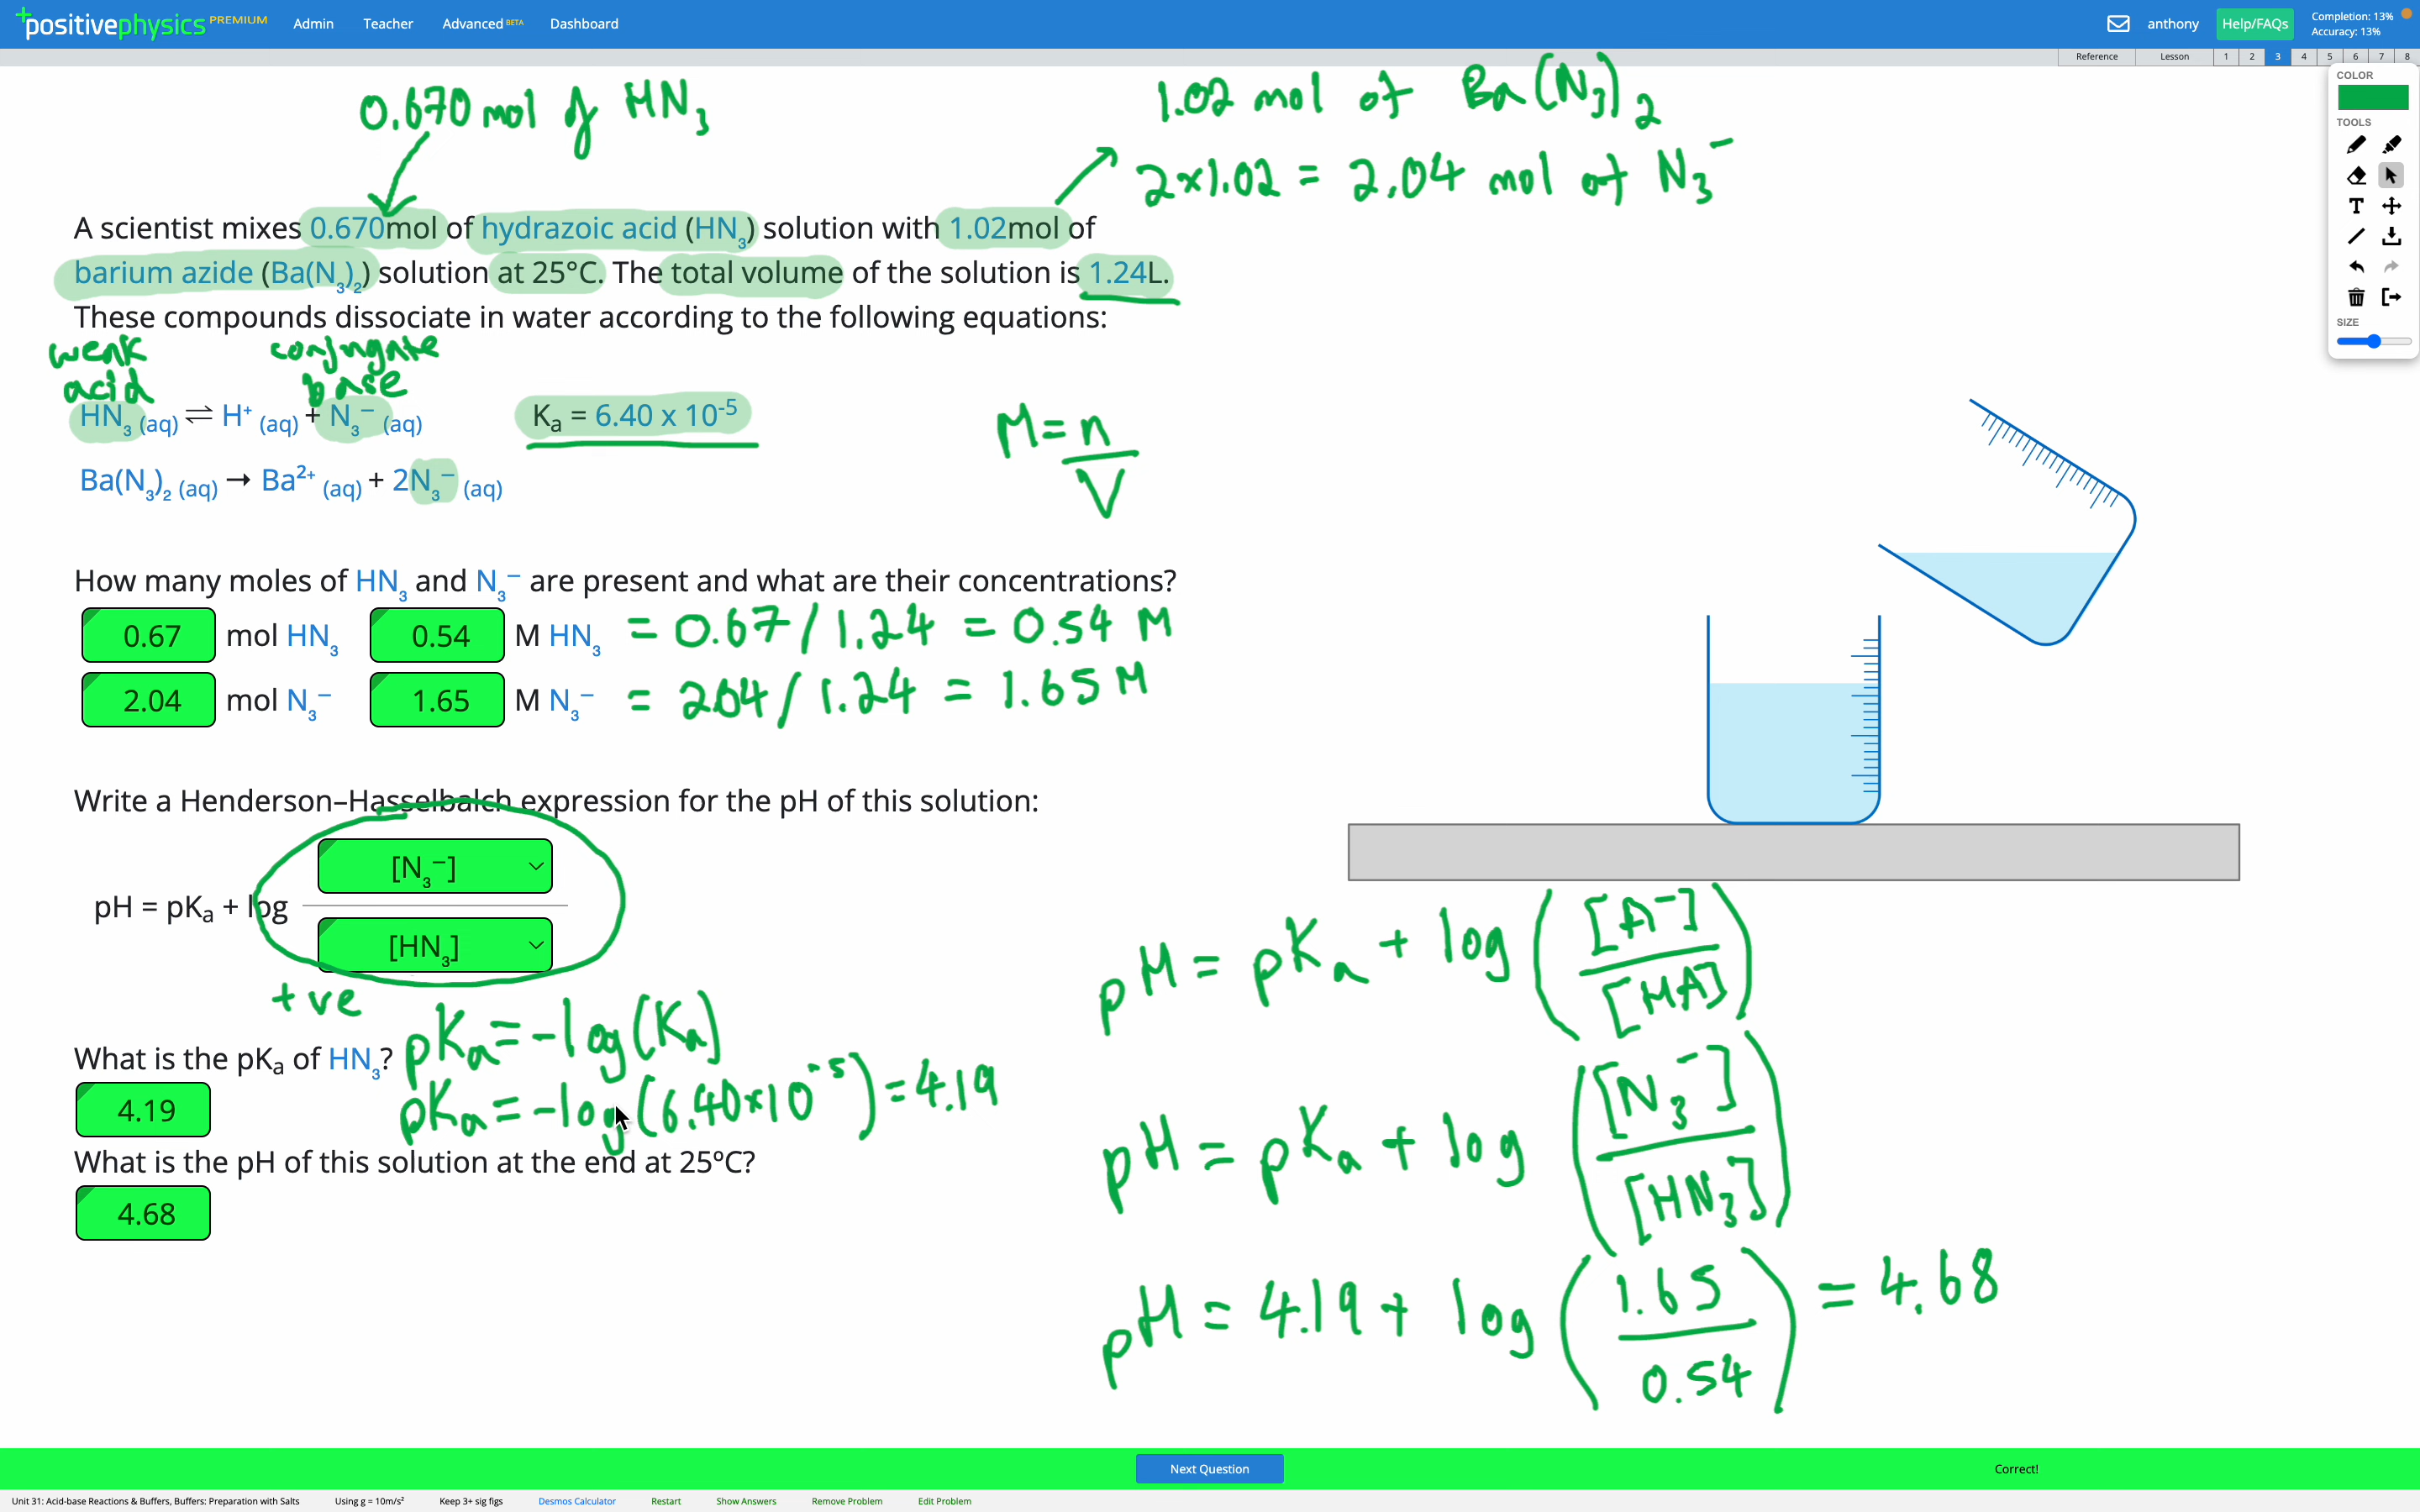 +positivephysics PREMIUM Admin Teacher Advanced BETA Dashboard anthony Help/FAQs Completion: 13% Accuracy: 13%
Reference Lesson 1 2 3 4 5 6 7 8
COLOR
TOOLS
T
SIZE
0.670 mol of HN₃
1.02 mol of Ba(N₃)₂
2×1.02 = 2.04 mol of N₃⁻
A scientist mixes 0.670mol of hydrazoic acid (HN₃) solution with 1.02mol of
barium azide (Ba(N₃)₂) solution at 25°C. The total volume of the solution is 1.24L.
These compounds dissociate in water according to the following equations:
weak acid
conjugate base
HN₃ (aq) ⇌ H⁺ (aq) + N₃⁻ (aq) Kₐ = 6.40 x 10⁻⁵
Ba(N₃)₂ (aq) → Ba²⁺ (aq) + 2N₃⁻ (aq)
M = n/V
How many moles of HN₃ and N₃⁻ are present and what are their concentrations?
0.67 mol HN₃ 0.54 M HN₃ = 0.67/1.24 = 0.54 M
2.04 mol N₃⁻ 1.65 M N₃⁻ = 2.04/1.24 = 1.65 M
Write a Henderson–Hasselbalch expression for the pH of this solution:
pH = pKₐ + log [N₃⁻] / [HN₃]
+ve
What is the pKₐ of HN₃? pKₐ = -log(Kₐ)
4.19 pKₐ = -log(6.40×10⁻⁵) = 4.19
What is the pH of this solution at the end at 25ºC?
4.68
pH = pKₐ + log([A⁻]/[HA])
pH = pKₐ + log([N₃⁻]/[HN₃])
pH = 4.19 + log(1.65/0.54) = 4.68
Next Question Correct!
Unit 31: Acid-base Reactions & Buffers, Buffers: Preparation with Salts Using g = 10m/s² Keep 3+ sig figs Desmos Calculator Restart Show Answers Remove Problem Edit Problem